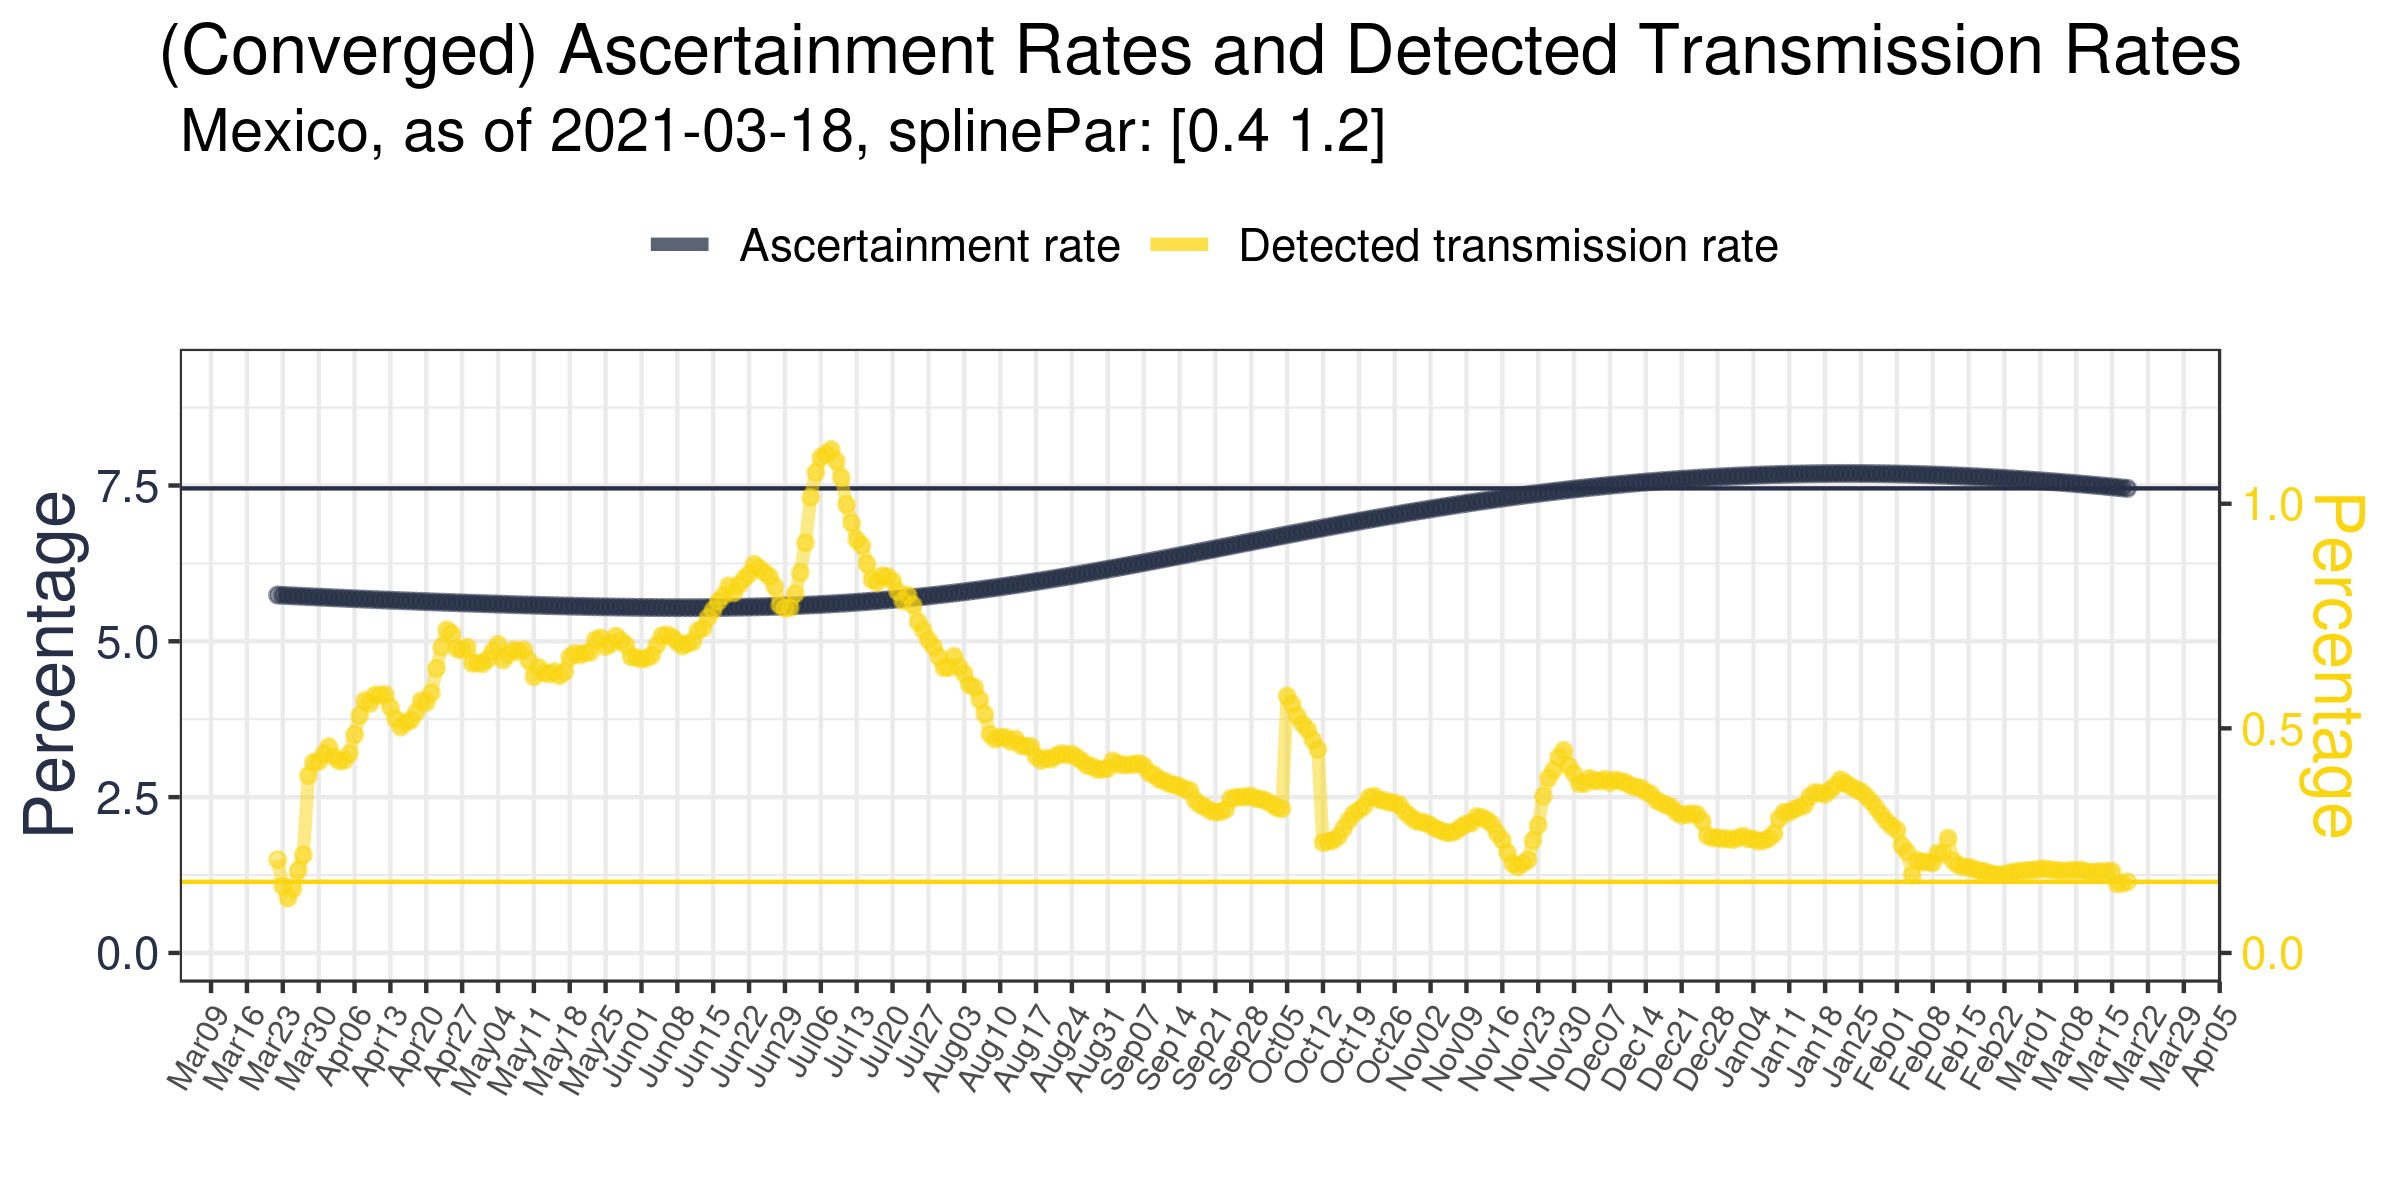 (Converged) Ascertainment Rates and Detected Transmission Rates
Mexico, as of 2021-03-18, splinePar: [0.4 1.2]
Ascertainment rate Detected transmission rate
Percentage
7.5
5.0
2.5
0.0
1.0
0.5
0.0
Percentage
Mar09 Mar16 Mar23 Mar30 Apr06 Apr13 Apr20 Apr27 May04 May11 May18 May25 Jun01 Jun08 Jun15 Jun22 Jun29 Jul06 Jul13 Jul20 Jul27 Aug03 Aug10 Aug17 Aug24 Aug31 Sep07 Sep14 Sep21 Sep28 Oct05 Oct12 Oct19 Oct26 Nov02 Nov09 Nov16 Nov23 Nov30 Dec07 Dec14 Dec21 Dec28 Jan04 Jan11 Jan18 Jan25 Feb01 Feb08 Feb15 Feb22 Mar01 Mar08 Mar15 Mar22 Mar29 Apr05